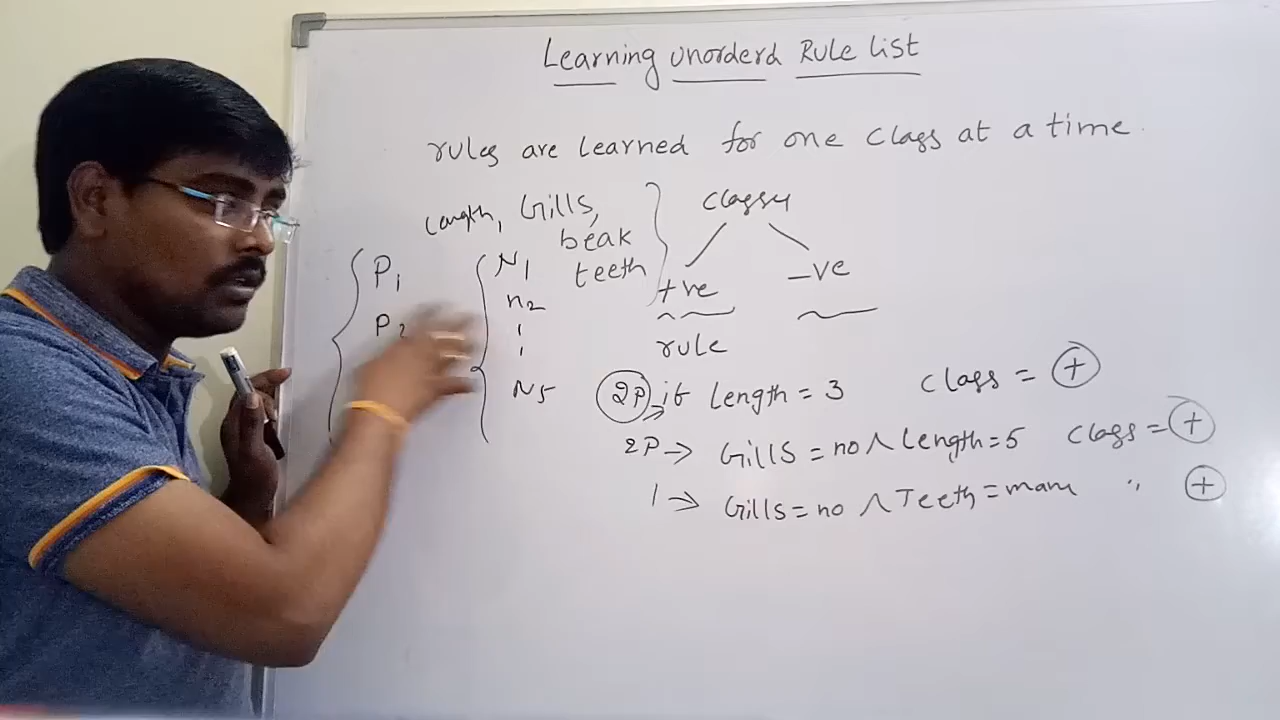 Learning unorderd Rule list
rules are learned for one class at a time.
Length, Gills,
beak
teeth
class
+ve
-ve
P1
P2
N1
n2
N5
rule
2P if Length = 3 class = +
2P → Gills = no ∧ Length = 5 class = +
1 → Gills = no ∧ Teeth = many " +